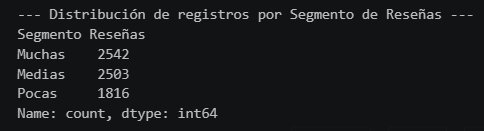 --- Distribución de registros por Segmento de Reseñas ---
Segmento Reseñas
Muchas    2542
Medias    2503
Pocas     1816
Name: count, dtype: int64